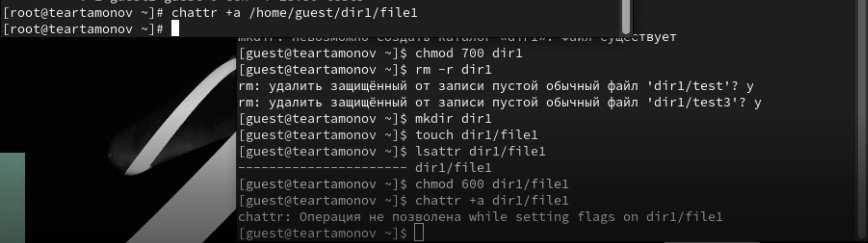 [root@teartamonov ~]# chattr +a /home/guest/dir1/file1
[root@teartamonov ~]#
mkdir: невозможно создать каталог «dir1»: Файл существует
[guest@teartamonov ~]$ chmod 700 dir1
[guest@teartamonov ~]$ rm -r dir1
rm: удалить защищённый от записи пустой обычный файл 'dir1/test'? y
rm: удалить защищённый от записи пустой обычный файл 'dir1/test3'? y
[guest@teartamonov ~]$ mkdir dir1
[guest@teartamonov ~]$ touch dir1/file1
[guest@teartamonov ~]$ lsattr dir1/file1
---------------------- dir1/file1
[guest@teartamonov ~]$ chmod 600 dir1/file1
[guest@teartamonov ~]$ chattr +a dir1/file1
chattr: Операция не позволена while setting flags on dir1/file1
[guest@teartamonov ~]$